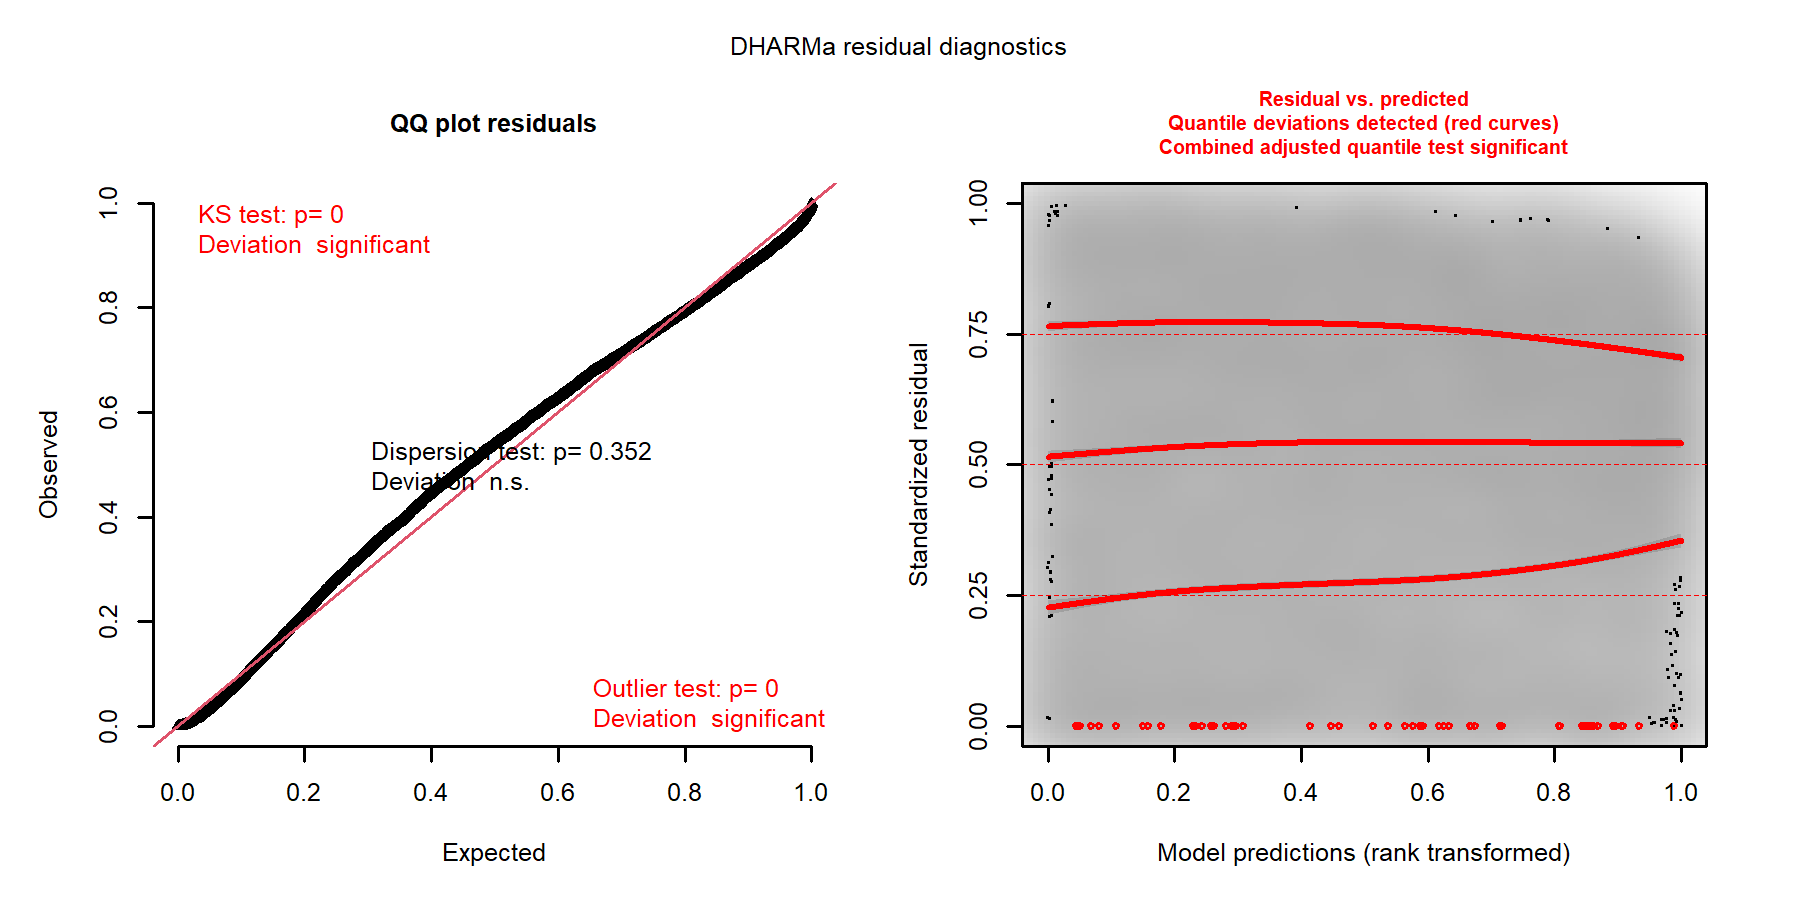 DHARMa residual diagnostics
QQ plot residuals
KS test: p= 0
Deviation  significant
Dispersion test: p= 0.352
Deviation  n.s.
Outlier test: p= 0
Deviation  significant
Observed
0.0
0.2
0.4
0.6
0.8
1.0
0.0
0.2
0.4
0.6
0.8
1.0
Expected
Residual vs. predicted
Quantile deviations detected (red curves)
Combined adjusted quantile test significant
Standardized residual
0.00
0.25
0.50
0.75
1.00
0.0
0.2
0.4
0.6
0.8
1.0
Model predictions (rank transformed)